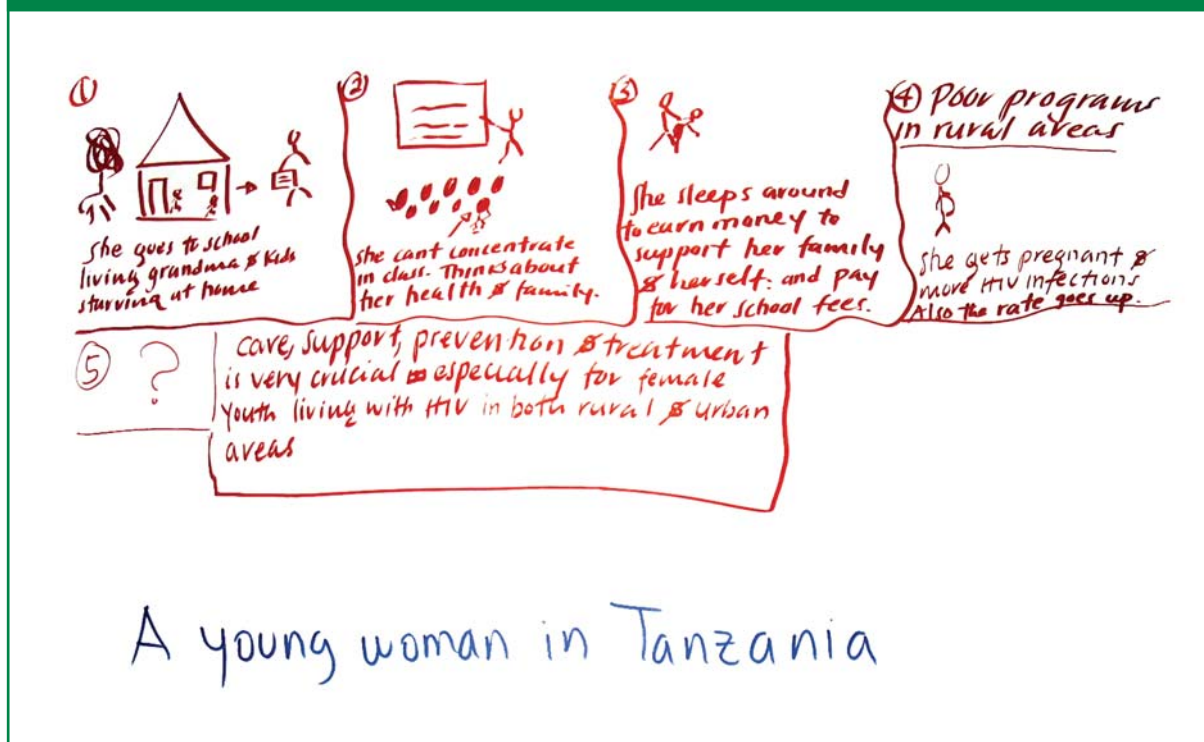 ①
she goes to school
living grandma & kids
starving at home
②
she cant concentrate
in class. Thinks about
her health & family.
③
She sleeps around
to earn money to
support her family
& herself: and pay
for her school fees.
④ Poor programs
in rural areas
she gets pregnant &
more HIV infections
Also the rate goes up.
⑤ ?
care, support, prevention & treatment
is very crucial especially for female
youth living with HIV in both rural & urban
areas
A young woman in Tanzania